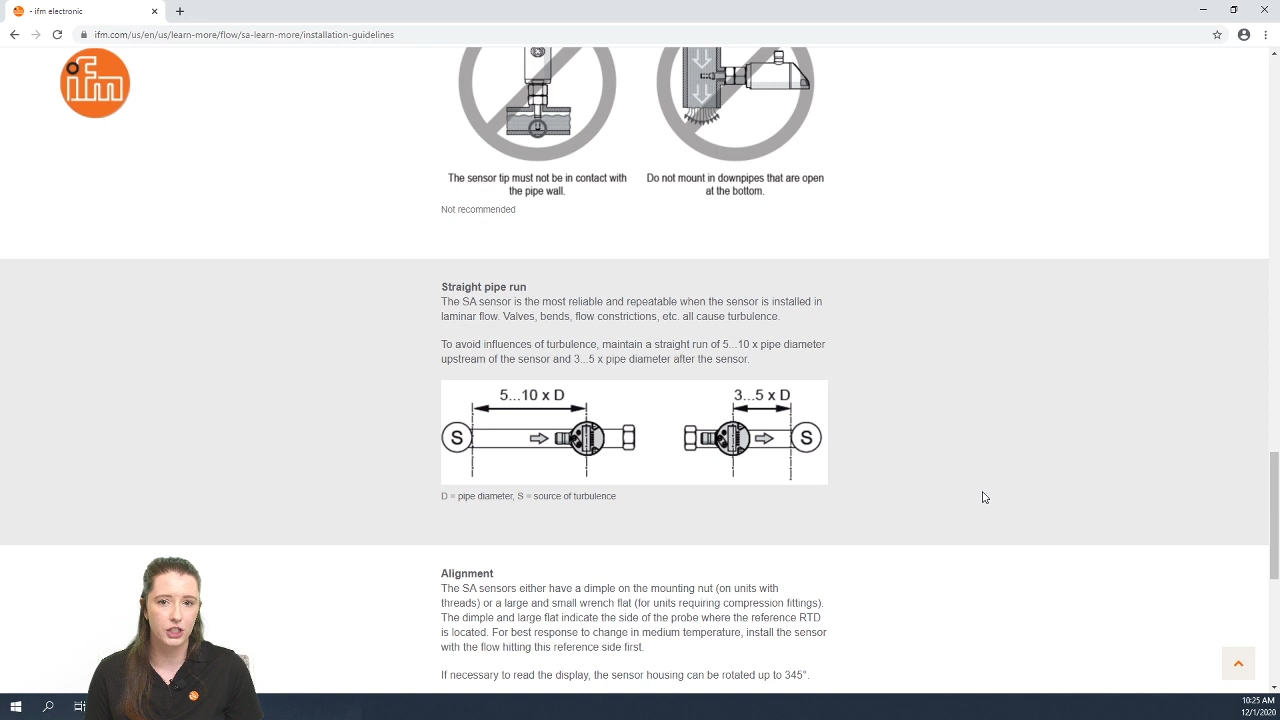 - ifm electronic
ifm.com/us/en/us/learn-more/flow/sa-learn-more/installation-guidelines
ifm
The sensor tip must not be in contact with
the pipe wall.
Do not mount in downpipes that are open
at the bottom.
Not recommended
Straight pipe run
The SA sensor is the most reliable and repeatable when the sensor is installed in
laminar flow. Valves, bends, flow constrictions, etc. all cause turbulence.
To avoid influences of turbulence, maintain a straight run of 5...10 x pipe diameter
upstream of the sensor and 3...5 x pipe diameter after the sensor.
5...10 x D
3...5 x D
S
S
D = pipe diameter, S = source of turbulence
Alignment
The SA sensors either have a dimple on the mounting nut (on units with
threads) or a large and small wrench flat (for units requiring compression fittings).
The dimple and large flat indicate the side of the probe where the reference RTD
is located. For best response to change in medium temperature, install the sensor
with the flow hitting this reference side first.
If necessary to read the display, the sensor housing can be rotated up to 345°.
10:25 AM
12/1/2020